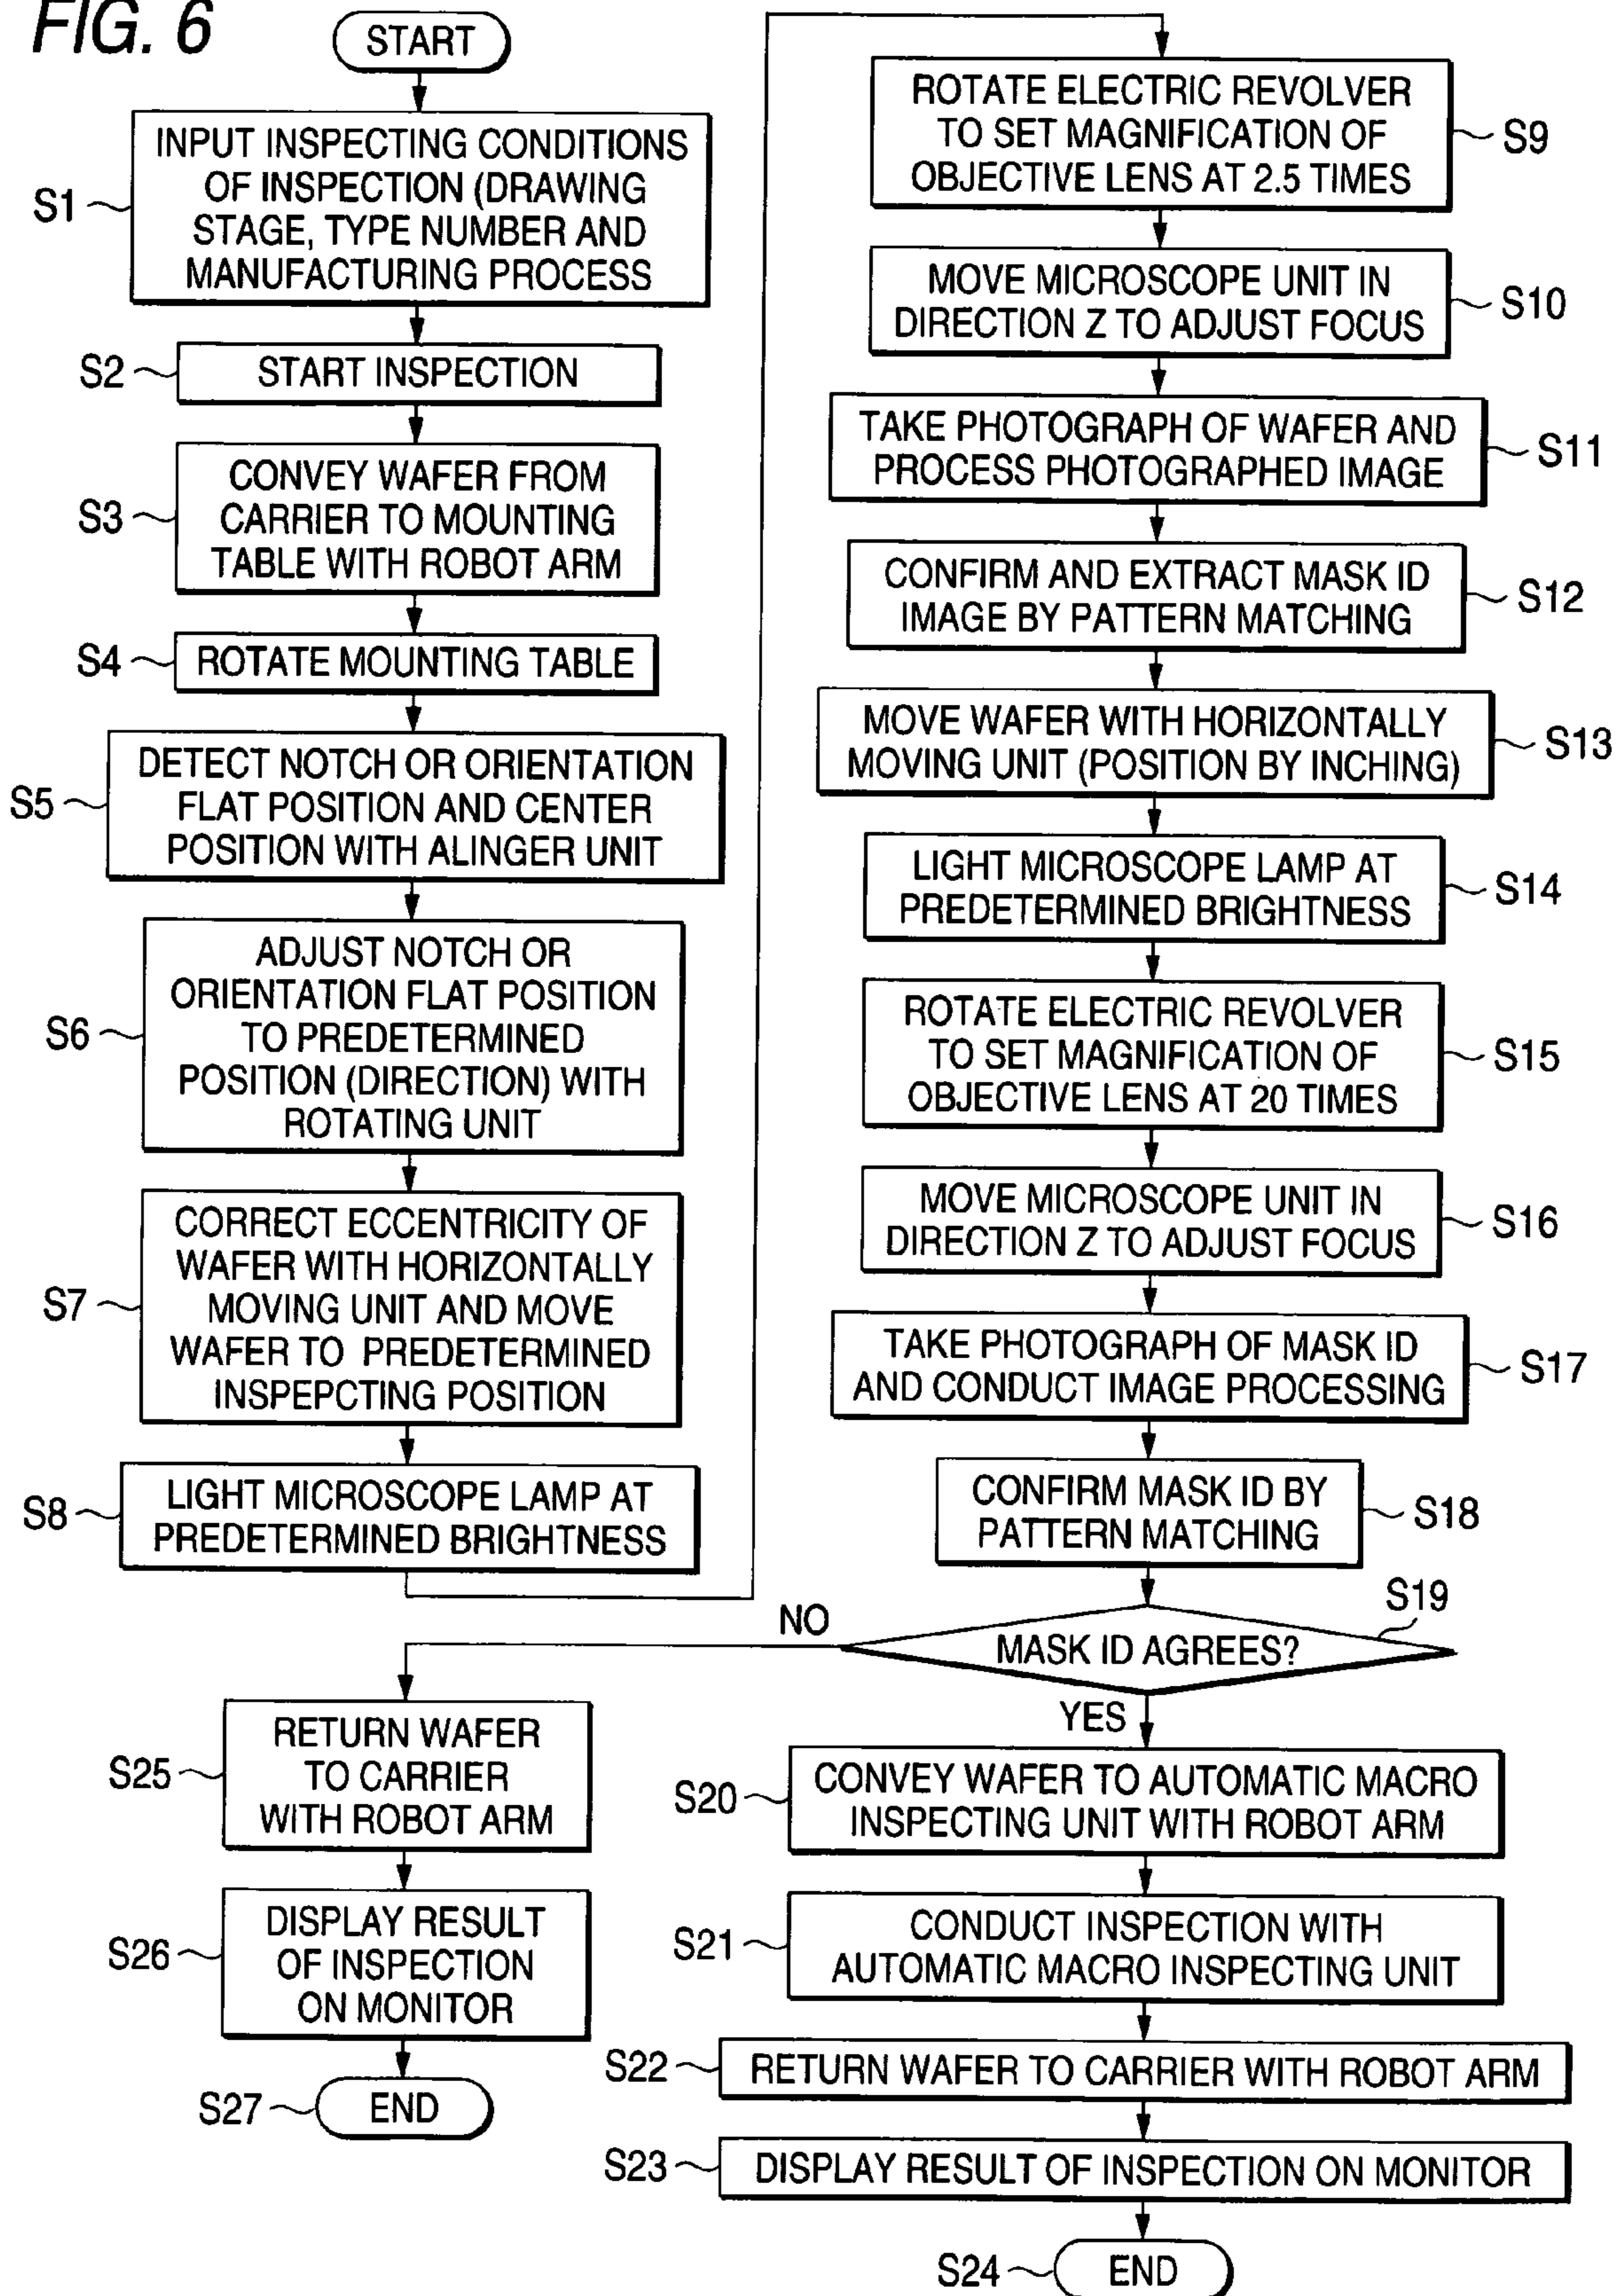 FIG. 6
START
S1
INPUT INSPECTING CONDITIONS
OF INSPECTION (DRAWING
STAGE, TYPE NUMBER AND
MANUFACTURING PROCESS
S2
START INSPECTION
S3
CONVEY WAFER FROM
CARRIER TO MOUNTING
TABLE WITH ROBOT ARM
S4
ROTATE MOUNTING TABLE
S5
DETECT NOTCH OR ORIENTATION
FLAT POSITION AND CENTER
POSITION WITH ALINGER UNIT
S6
ADJUST NOTCH OR
ORIENTATION FLAT POSITION
TO PREDETERMINED
POSITION (DIRECTION) WITH
ROTATING UNIT
S7
CORRECT ECCENTRICITY OF
WAFER WITH HORIZONTALLY
MOVING UNIT AND MOVE
WAFER TO PREDETERMINED
INSPEPCTING POSITION
S8
LIGHT MICROSCOPE LAMP AT
PREDETERMINED BRIGHTNESS
ROTATE ELECTRIC REVOLVER
TO SET MAGNIFICATION OF
OBJECTIVE LENS AT 2.5 TIMES
S9
MOVE MICROSCOPE UNIT IN
DIRECTION Z TO ADJUST FOCUS
S10
TAKE PHOTOGRAPH OF WAFER AND
PROCESS PHOTOGRAPHED IMAGE
S11
CONFIRM AND EXTRACT MASK ID
IMAGE BY PATTERN MATCHING
S12
MOVE WAFER WITH HORIZONTALLY
MOVING UNIT (POSITION BY INCHING)
S13
LIGHT MICROSCOPE LAMP AT
PREDETERMINED BRIGHTNESS
S14
ROTATE ELECTRIC REVOLVER
TO SET MAGNIFICATION OF
OBJECTIVE LENS AT 20 TIMES
S15
MOVE MICROSCOPE UNIT IN
DIRECTION Z TO ADJUST FOCUS
S16
TAKE PHOTOGRAPH OF MASK ID
AND CONDUCT IMAGE PROCESSING
S17
CONFIRM MASK ID BY
PATTERN MATCHING
S18
S19
MASK ID AGREES?
NO
YES
S25
RETURN WAFER
TO CARRIER
WITH ROBOT ARM
S26
DISPLAY RESULT
OF INSPECTION
ON MONITOR
S27
END
S20
CONVEY WAFER TO AUTOMATIC MACRO
INSPECTING UNIT WITH ROBOT ARM
S21
CONDUCT INSPECTION WITH
AUTOMATIC MACRO INSPECTING UNIT
S22
RETURN WAFER TO CARRIER WITH ROBOT ARM
S23
DISPLAY RESULT OF INSPECTION ON MONITOR
S24
END